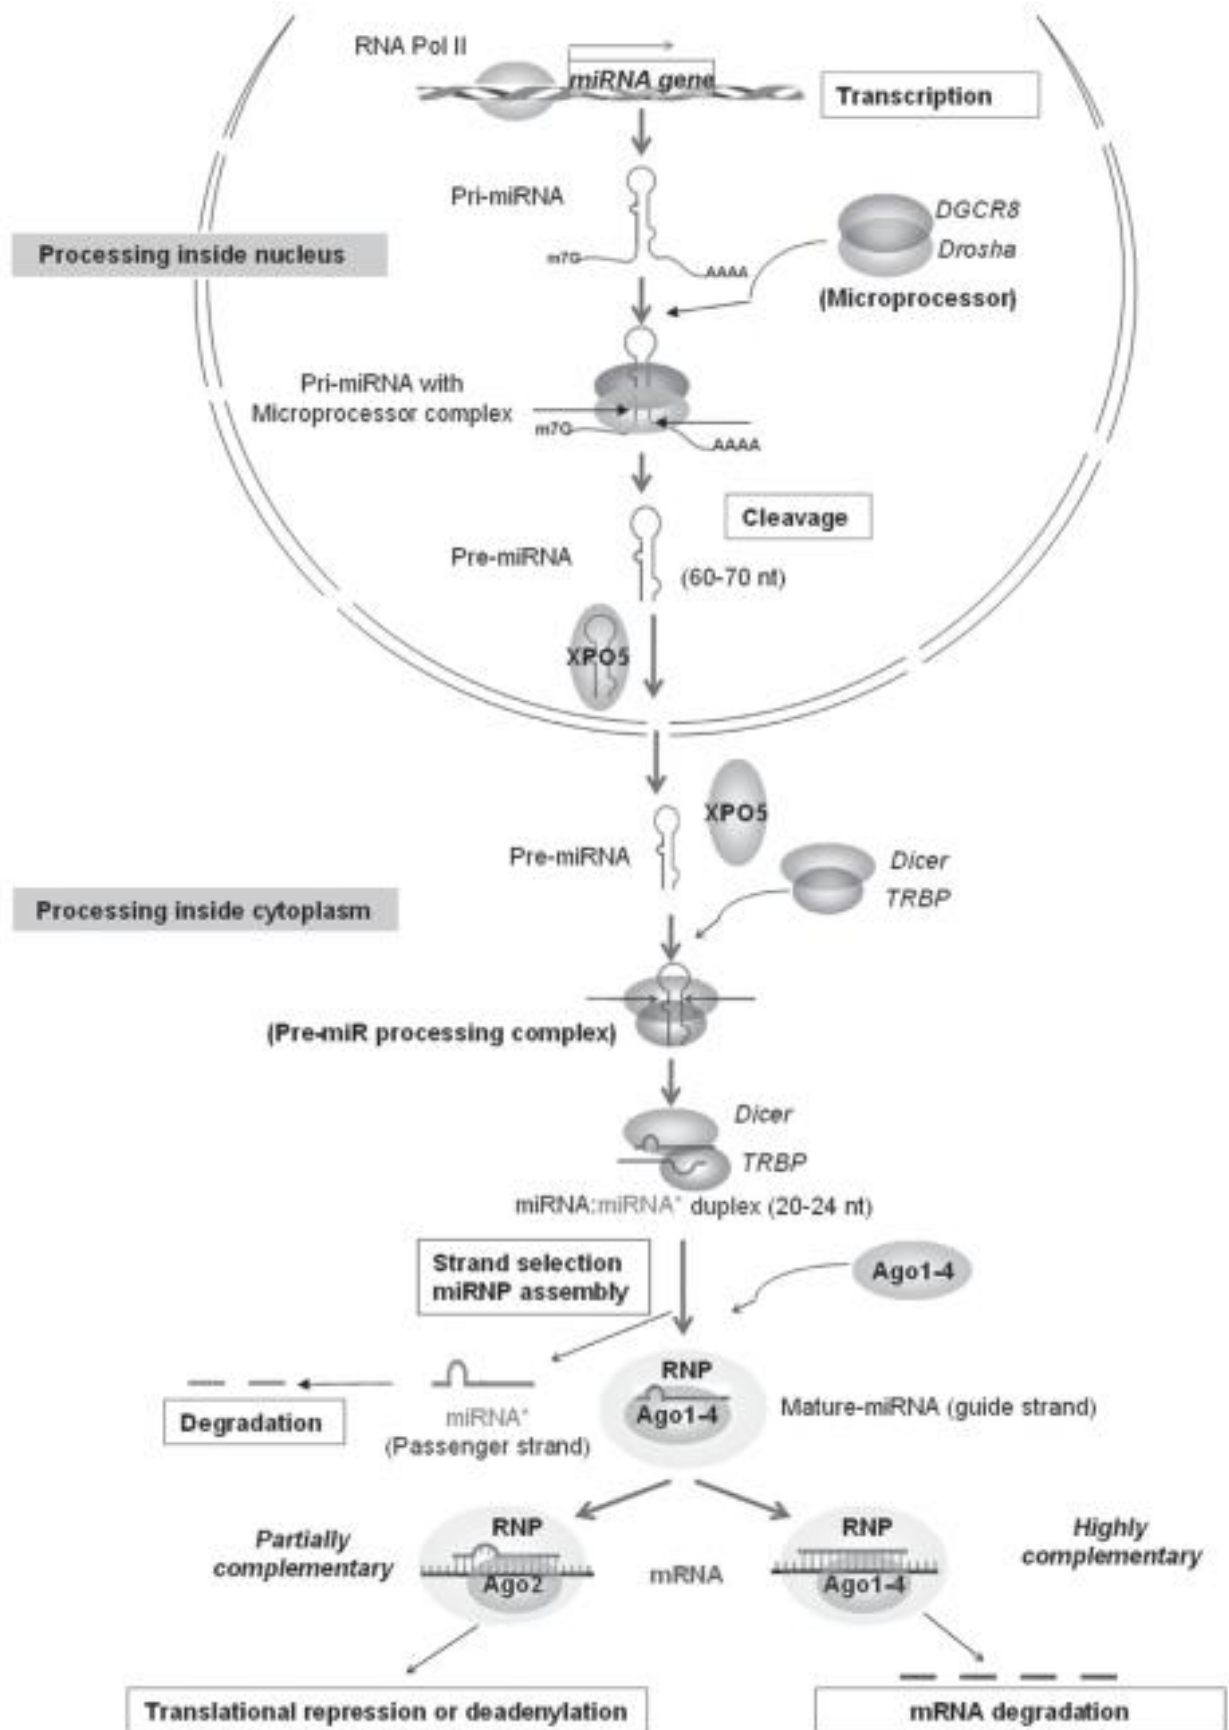 RNA Pol II
miRNA gene
Transcription
Pri-miRNA
DGCR8
Drosha
Processing inside nucleus
m7G
AAAA
(Microprocessor)
Pri-miRNA with
Microprocessor complex
m7G
AAAA
Cleavage
Pre-miRNA
(60-70 nt)
XPO5
XPO5
Pre-miRNA
Dicer
TRBP
Processing inside cytoplasm
(Pre-miR processing complex)
Dicer
TRBP
miRNA:miRNA* duplex (20-24 nt)
Strand selection
miRNP assembly
Ago1-4
RNP
Ago1-4
Mature-miRNA (guide strand)
Degradation
miRNA*
(Passenger strand)
Partially
complementary
RNP
Ago2
mRNA
RNP
Ago1-4
Highly
complementary
Translational repression or deadenylation
mRNA degradation